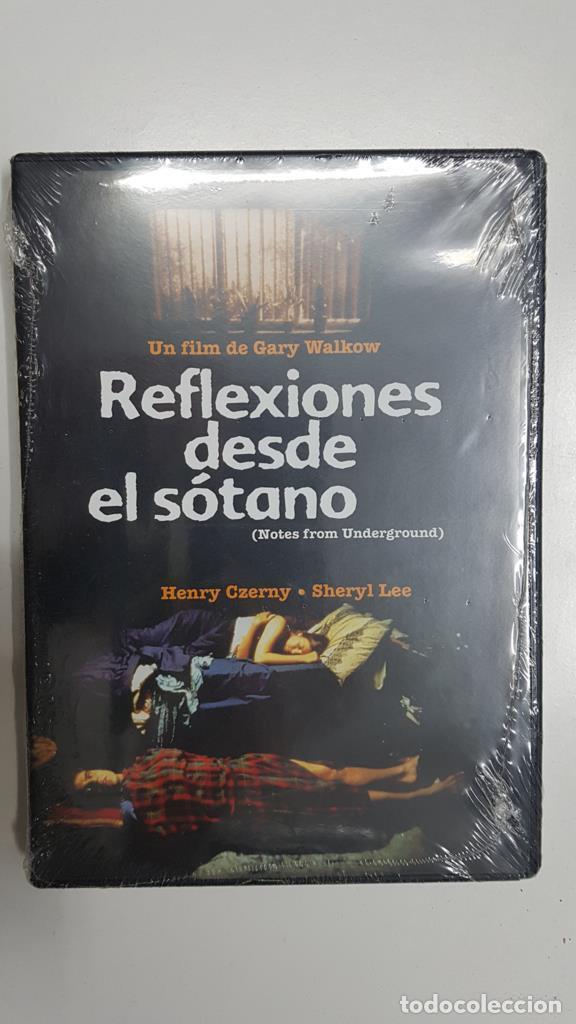 Un film de Gary Walkow
Reflexiones
desde
el sótano
(Notes from Underground)
Henry Czerny • Sheryl Lee
todocoleccion